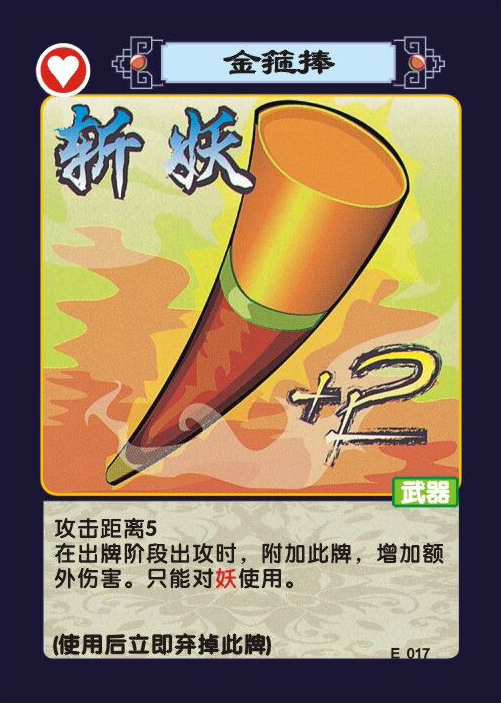 金箍捧
斩妖
+2
武器
攻击距离5
在出牌阶段出攻时，附加此牌，增加额
外伤害。只能对妖使用。
(使用后立即弃掉此牌)
E 017